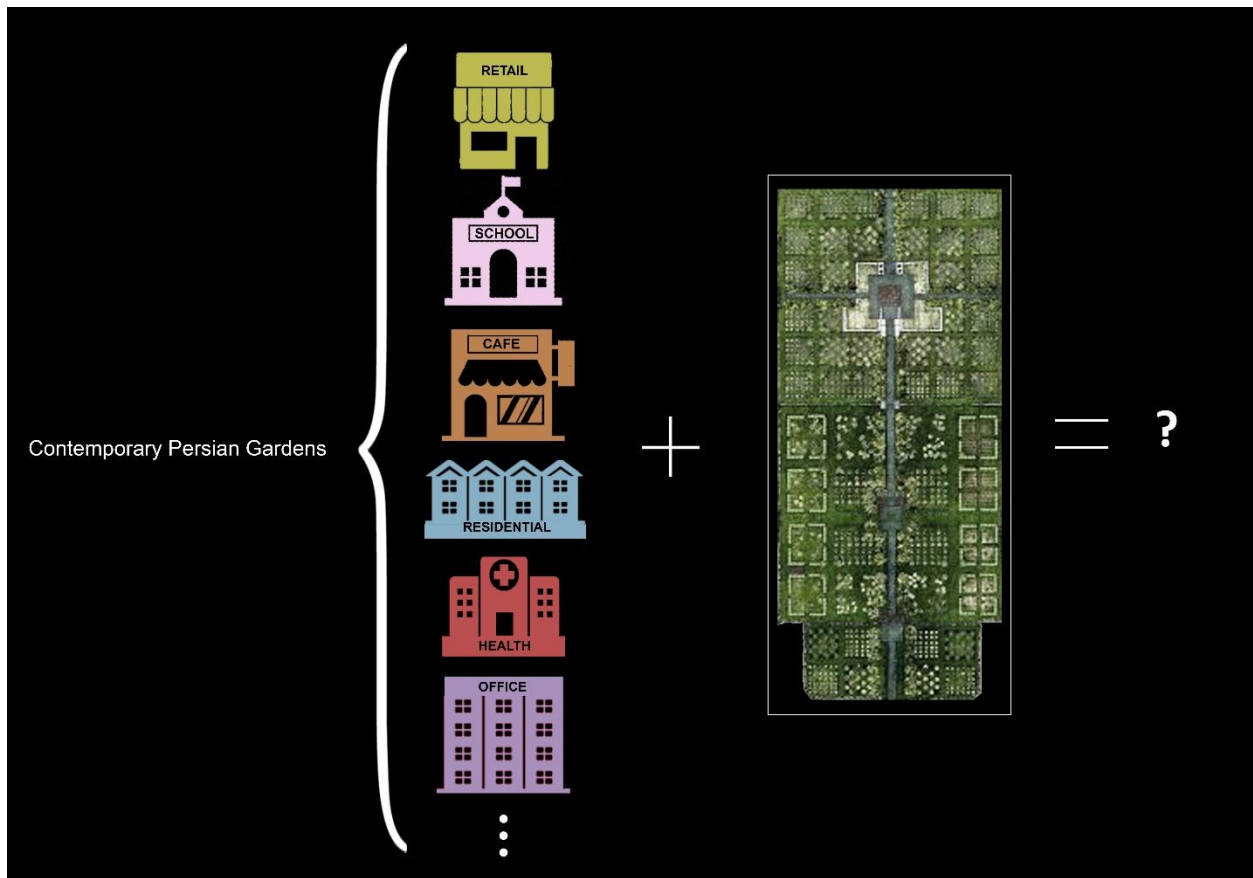 RETAIL
SCHOOL
CAFE
Contemporary Persian Gardens
RESIDENTIAL
HEALTH
OFFICE
?